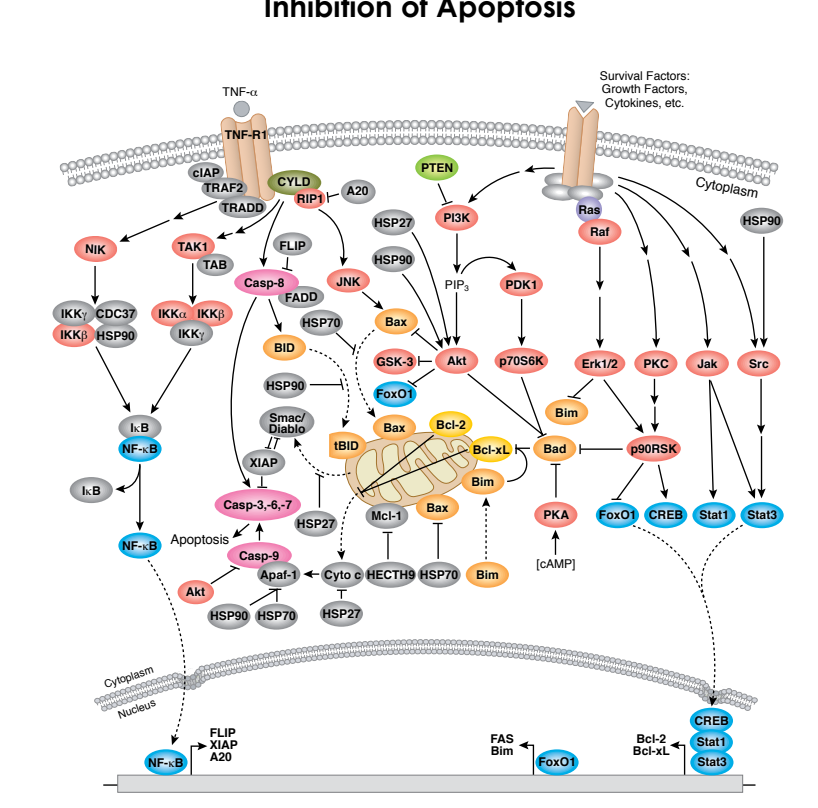 Inhibition of Apoptosis
Survival Factors:
Growth Factors,
Cytokines, etc.
TNF-α
TNF-R1
cIAP
TRAF2
TRADD
CYLD
RIP1
A20
PTEN
Cytoplasm
Ras
Raf
HSP27
PI3K
HSP90
NIK
TAK1
TAB
FLIP
HSP90
Casp-8
FADD
JNK
PIP3
PDK1
IKKγ
CDC37
IKKβ
HSP90
IKKα
IKKβ
IKKγ
HSP70
Bax
BID
GSK-3
Akt
p70S6K
Erk1/2
PKC
Jak
Src
HSP90
FoxO1
Bim
Smac/
Diablo
Bax
Bcl-2
IκB
NF-κB
tBID
Bcl-xL
Bad
p90RSK
XIAP
Bim
IκB
Casp-3,-6,-7
HSP27
Mcl-1
Bax
PKA
FoxO1
CREB
Stat1
Stat3
Apoptosis
NF-κB
Casp-9
[cAMP]
Apaf-1
Cyto c
HECTH9
HSP70
Bim
Akt
HSP90
HSP70
HSP27
Cytoplasm
Nucleus
CREB
FLIP
XIAP
A20
FAS
Bim
Bcl-2
Bcl-xL
Stat1
NF-κB
FoxO1
Stat3